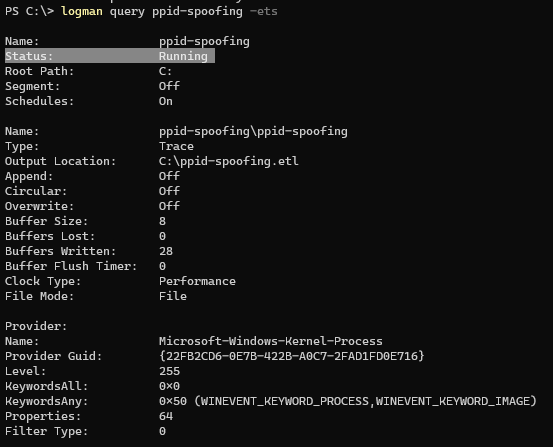 PS C:\> logman query ppid-spoofing -ets
Name: ppid-spoofing
Status: Running
Root Path: C:
Segment: Off
Schedules: On
Name: ppid-spoofing\ppid-spoofing
Type: Trace
Output Location: C:\ppid-spoofing.etl
Append: Off
Circular: Off
Overwrite: Off
Buffer Size: 8
Buffers Lost: 0
Buffers Written: 28
Buffer Flush Timer: 0
Clock Type: Performance
File Mode: File
Provider:
Name: Microsoft-Windows-Kernel-Process
Provider Guid: {22FB2CD6-0E7B-422B-A0C7-2FAD1FD0E716}
Level: 255
KeywordsAll: 0x0
KeywordsAny: 0x50 (WINEVENT_KEYWORD_PROCESS,WINEVENT_KEYWORD_IMAGE)
Properties: 64
Filter Type: 0